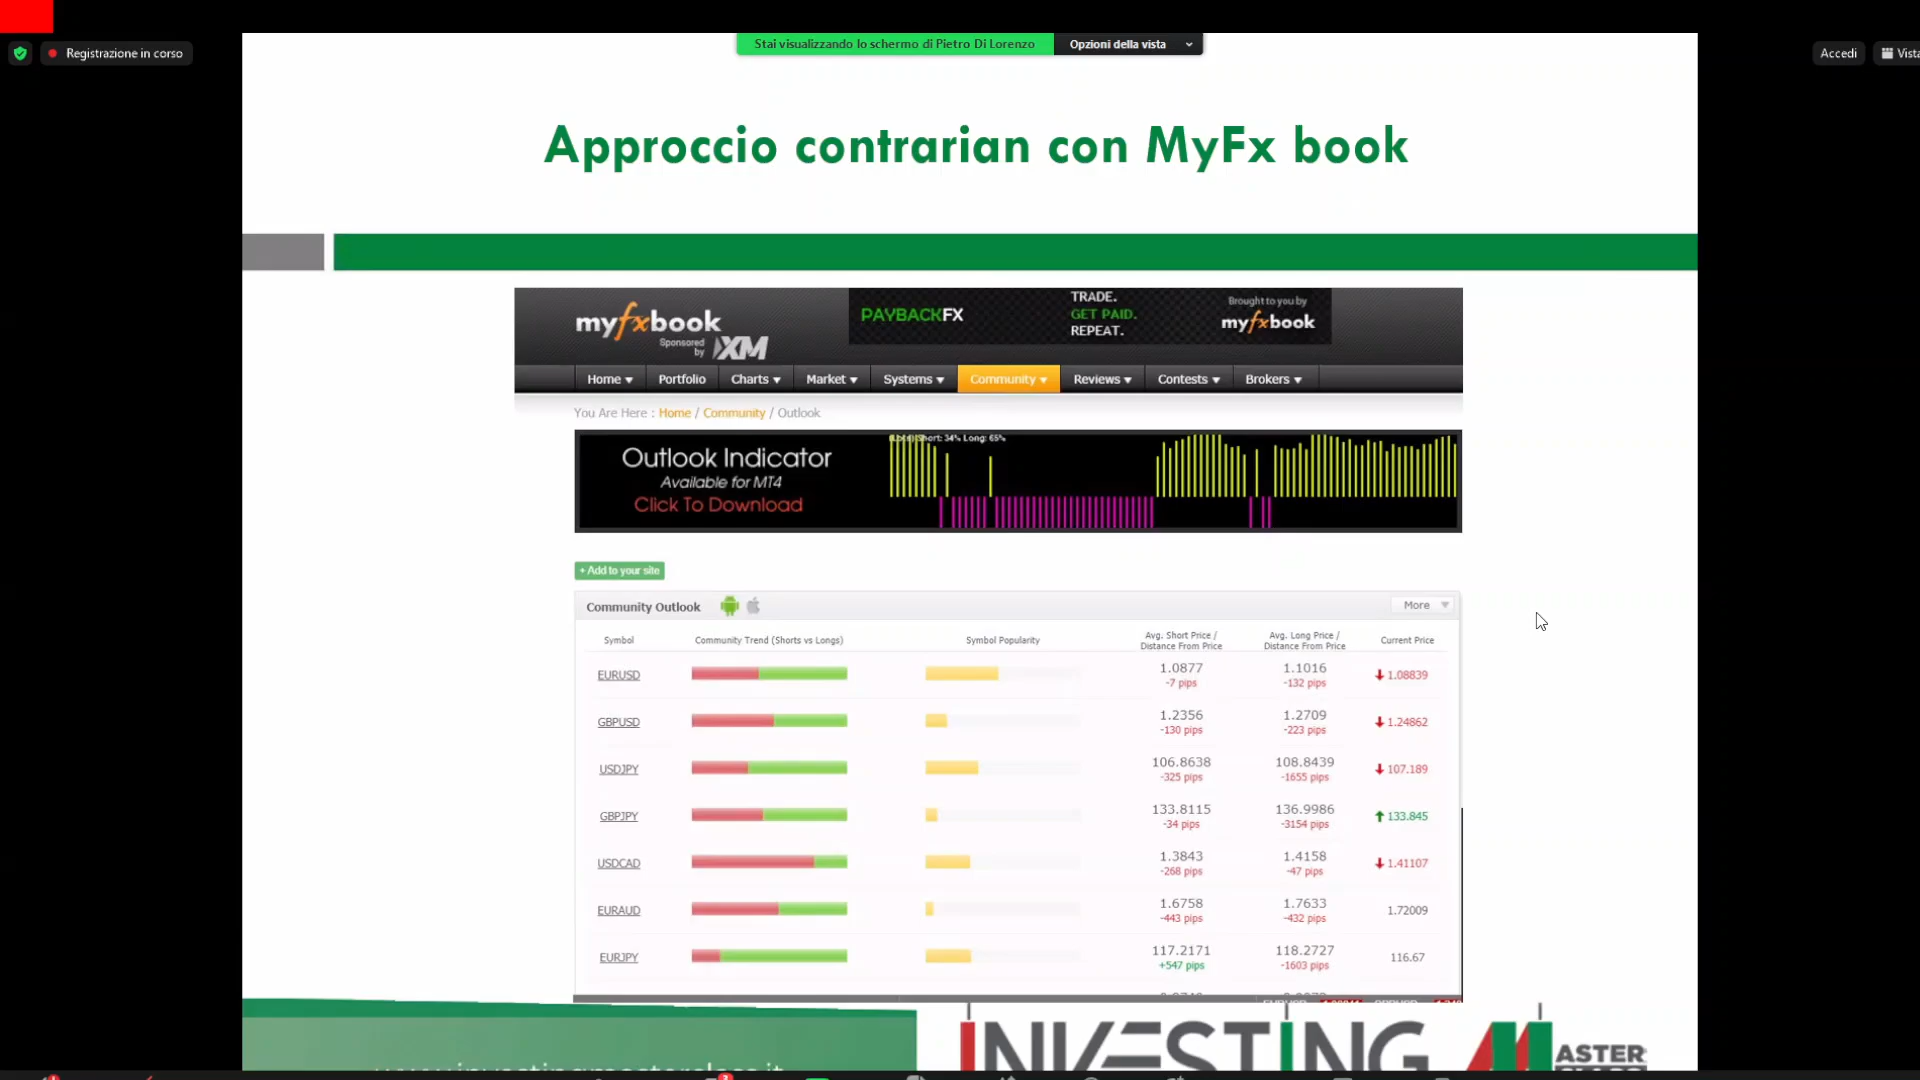 Registrazione in corso
Stai visualizzando lo schermo di Pietro Di Lorenzo
Opzioni della vista
Accedi
Vista
Approccio contrarian con MyFx book
myfxbook
Sponsored by XM
PAYBACKFX
TRADE.
GET PAID.
REPEAT.
Brought to you by
myfxbook
Home Portfolio Charts Market Systems Community Reviews Contests Brokers
You Are Here : Home / Community / Outlook
Outlook Indicator
Available for MT4
Click To Download
Short: 34% Long: 65%
+ Add to your site
Community Outlook
More
Symbol Community Trend (Shorts vs Longs) Symbol Popularity Avg. Short Price / Distance From Price Avg. Long Price / Distance From Price Current Price
EURUSD 1.0877 -7 pips 1.1016 -132 pips 1.08839
GBPUSD 1.2356 -130 pips 1.2709 -223 pips 1.24862
USDJPY 106.8638 -325 pips 108.8439 -1655 pips 107.189
GBPJPY 133.8115 -34 pips 136.9986 -3154 pips 133.845
USDCAD 1.3843 -268 pips 1.4158 -47 pips 1.41107
EURAUD 1.6758 -443 pips 1.7633 -432 pips 1.72009
EURJPY 117.2171 +547 pips 118.2727 -1603 pips 116.67
INVESTING
MASTER